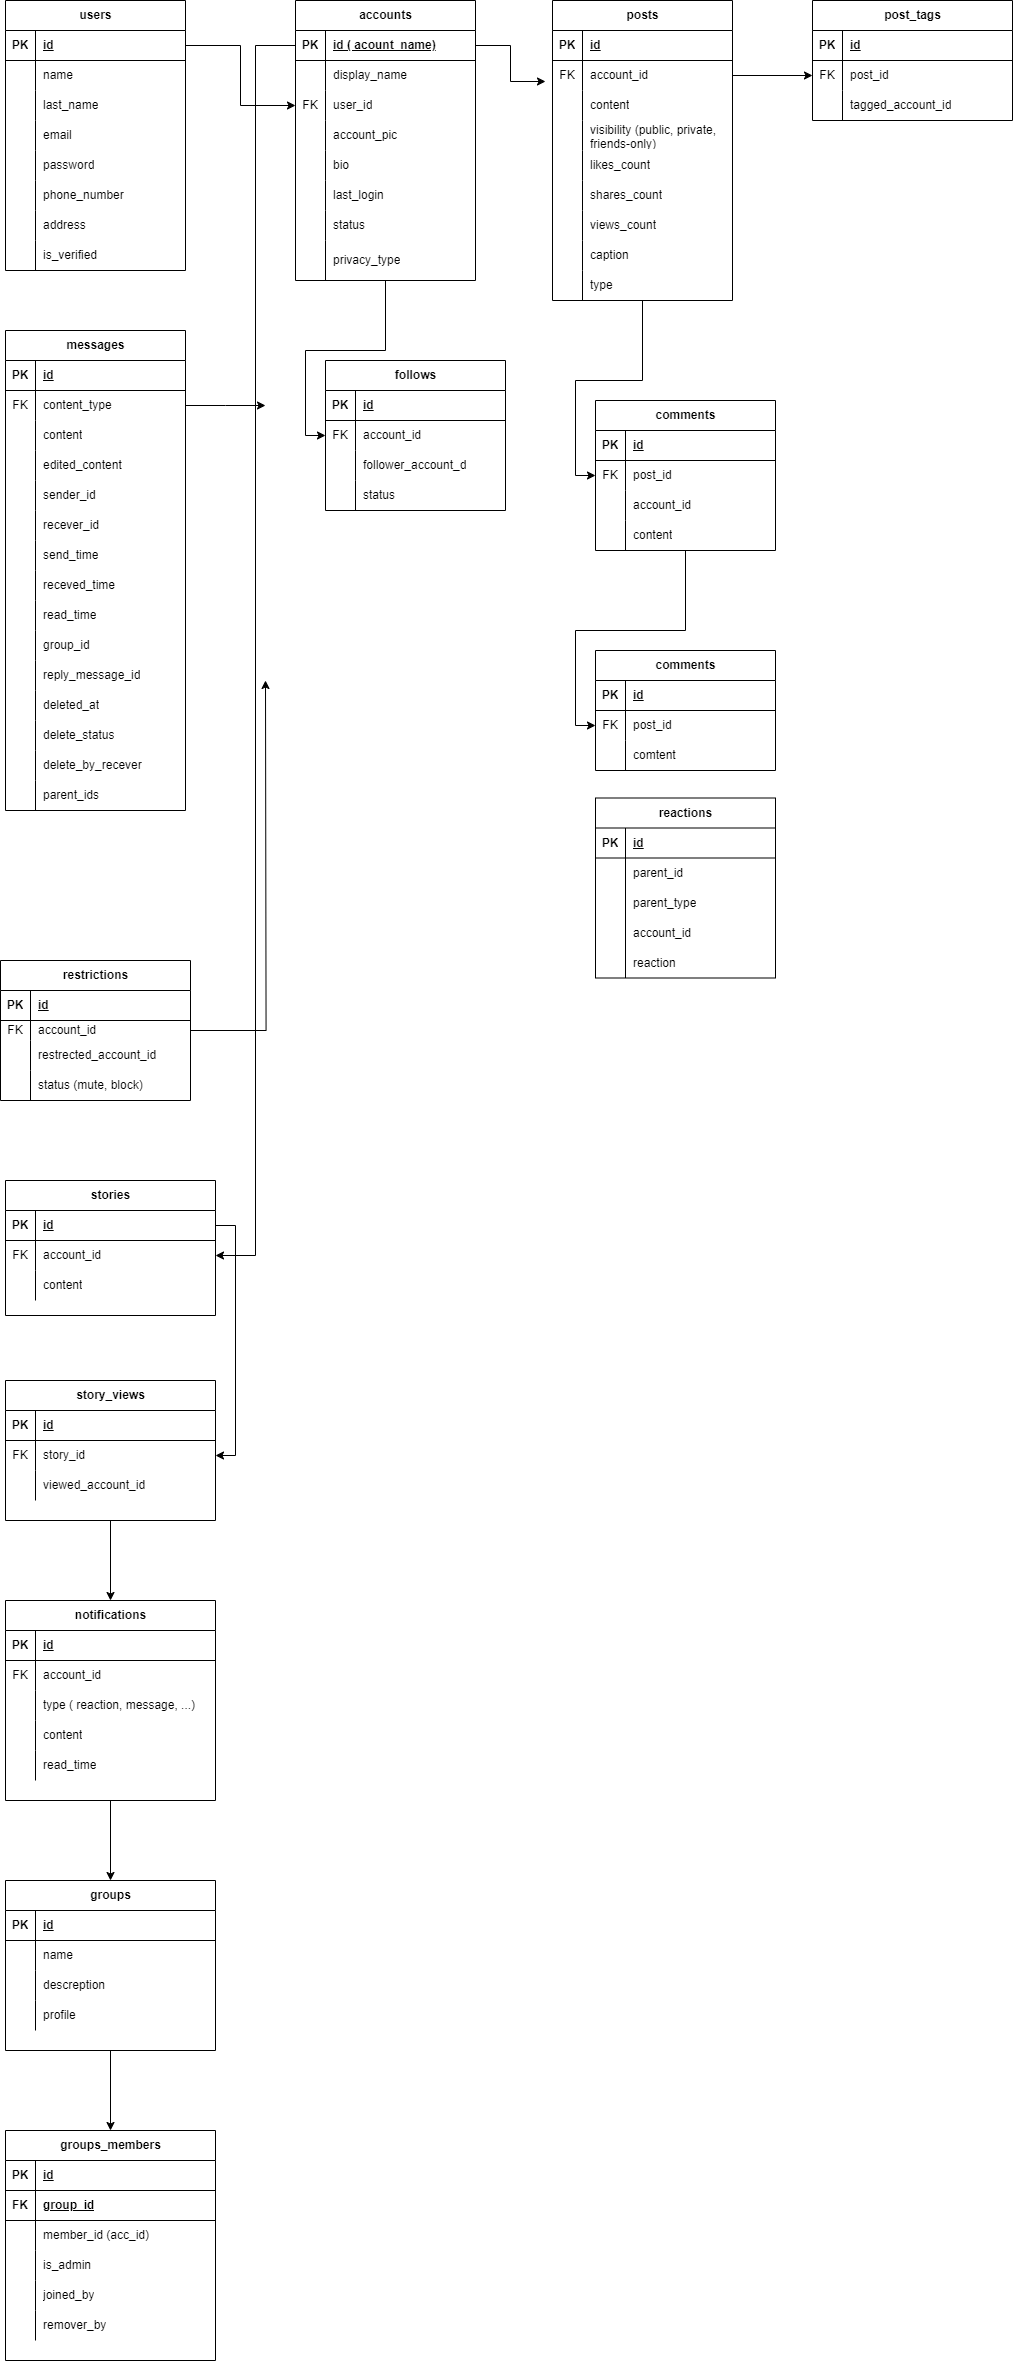 users
PK id
name
last_name
email
password
phone_number
address
is_verified
accounts
PK id ( acount_name)
display_name
FK user_id
account_pic
bio
last_login
status
privacy_type
posts
PK id
FK account_id
content
visibility (public, private,
friends-only)
likes_count
shares_count
views_count
caption
type
post_tags
PK id
FK post_id
tagged_account_id
messages
PK id
FK content_type
content
edited_content
sender_id
recever_id
send_time
receved_time
read_time
group_id
reply_message_id
deleted_at
delete_status
delete_by_recever
parent_ids
follows
PK id
FK account_id
follower_account_d
status
comments
PK id
FK post_id
account_id
content
comments
PK id
FK post_id
comtent
reactions
PK id
parent_id
parent_type
account_id
reaction
restrictions
PK id
FK account_id
restrected_account_id
status (mute, block)
stories
PK id
FK account_id
content
story_views
PK id
FK story_id
viewed_account_id
notifications
PK id
FK account_id
type ( reaction, message, ...)
content
read_time
groups
PK id
name
descreption
profile
groups_members
PK id
FK group_id
member_id (acc_id)
is_admin
joined_by
remover_by